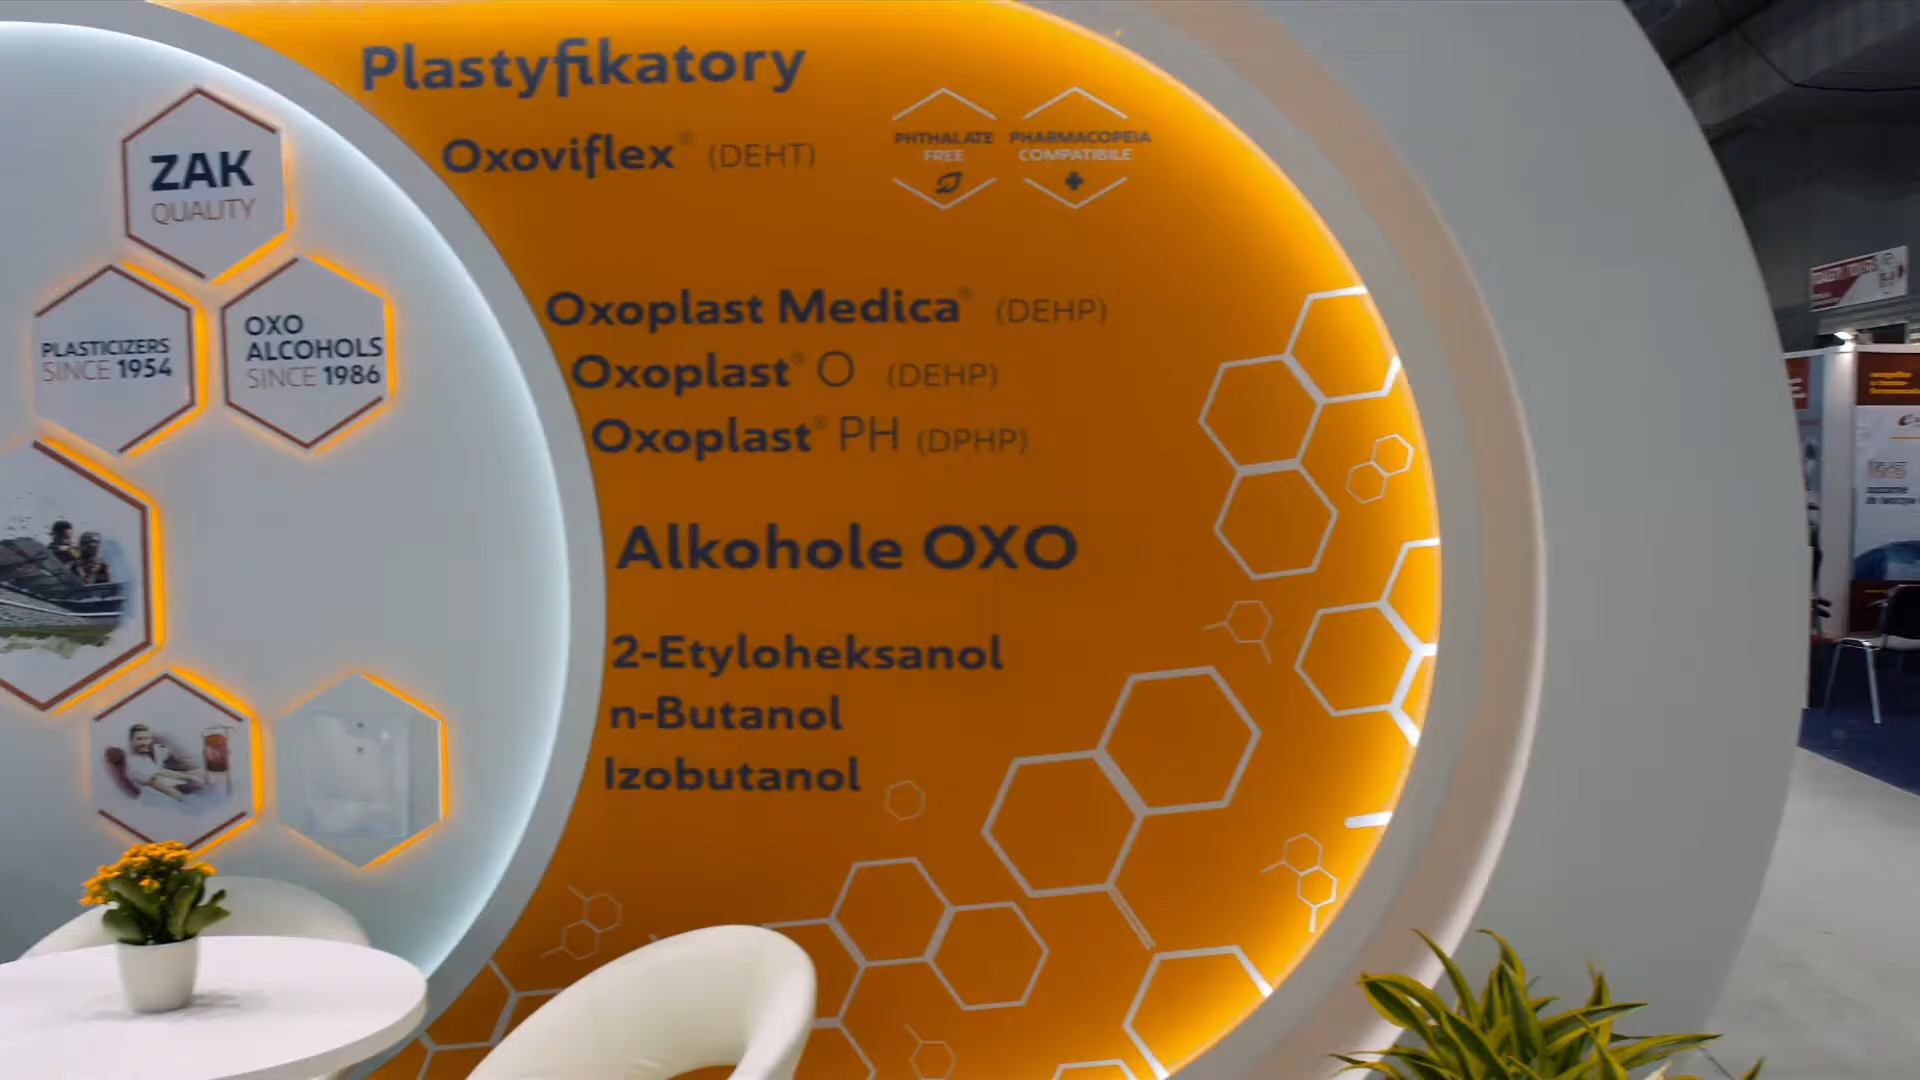 ZAK
QUALITY
PLASTICIZERS
SINCE 1954
OXO
ALCOHOLS
SINCE 1986
Plastyfikatory
Oxoviflex® (DEHT)
PHTHALATE
FREE
PHARMACOPEIA
COMPATIBILE
Oxoplast Medica® (DEHP)
Oxoplast® O (DEHP)
Oxoplast® PH (DPHP)
Alkohole OXO
2-Etyloheksanol
n-Butanol
Izobutanol